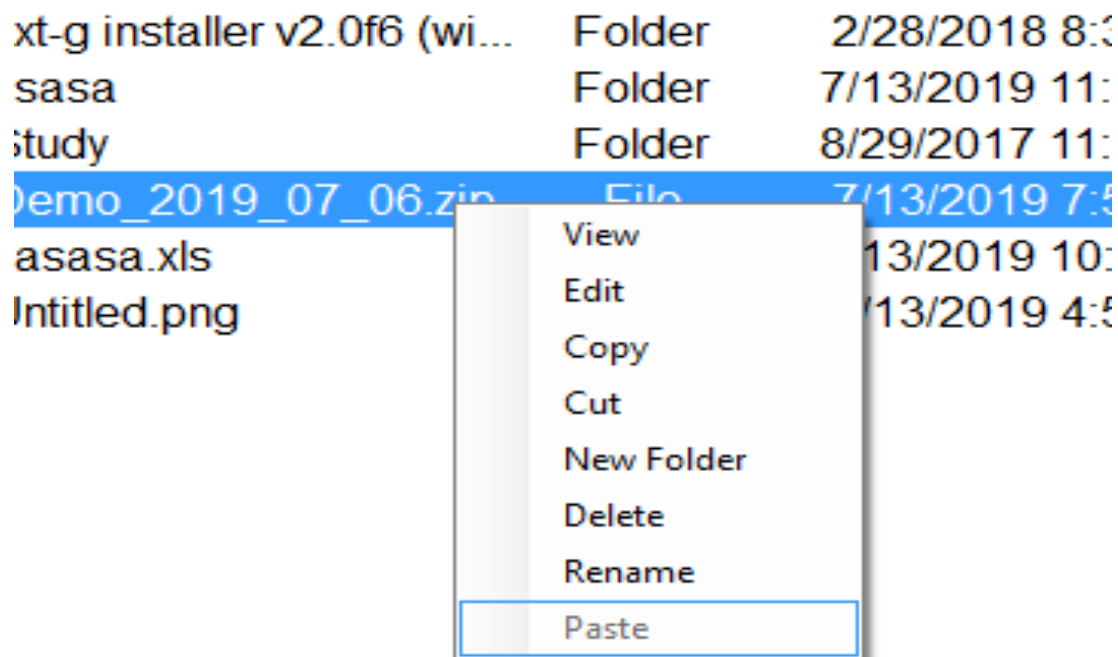 xt-g installer v2.0f6 (wi... Folder 2/28/2018 8:3
sasa Folder 7/13/2019 11:
Study Folder 8/29/2017 11:
Demo_2019_07_06.zip File 7/13/2019 7:5
asasa.xls 13/2019 10:
Untitled.png /13/2019 4:5
View
Edit
Copy
Cut
New Folder
Delete
Rename
Paste